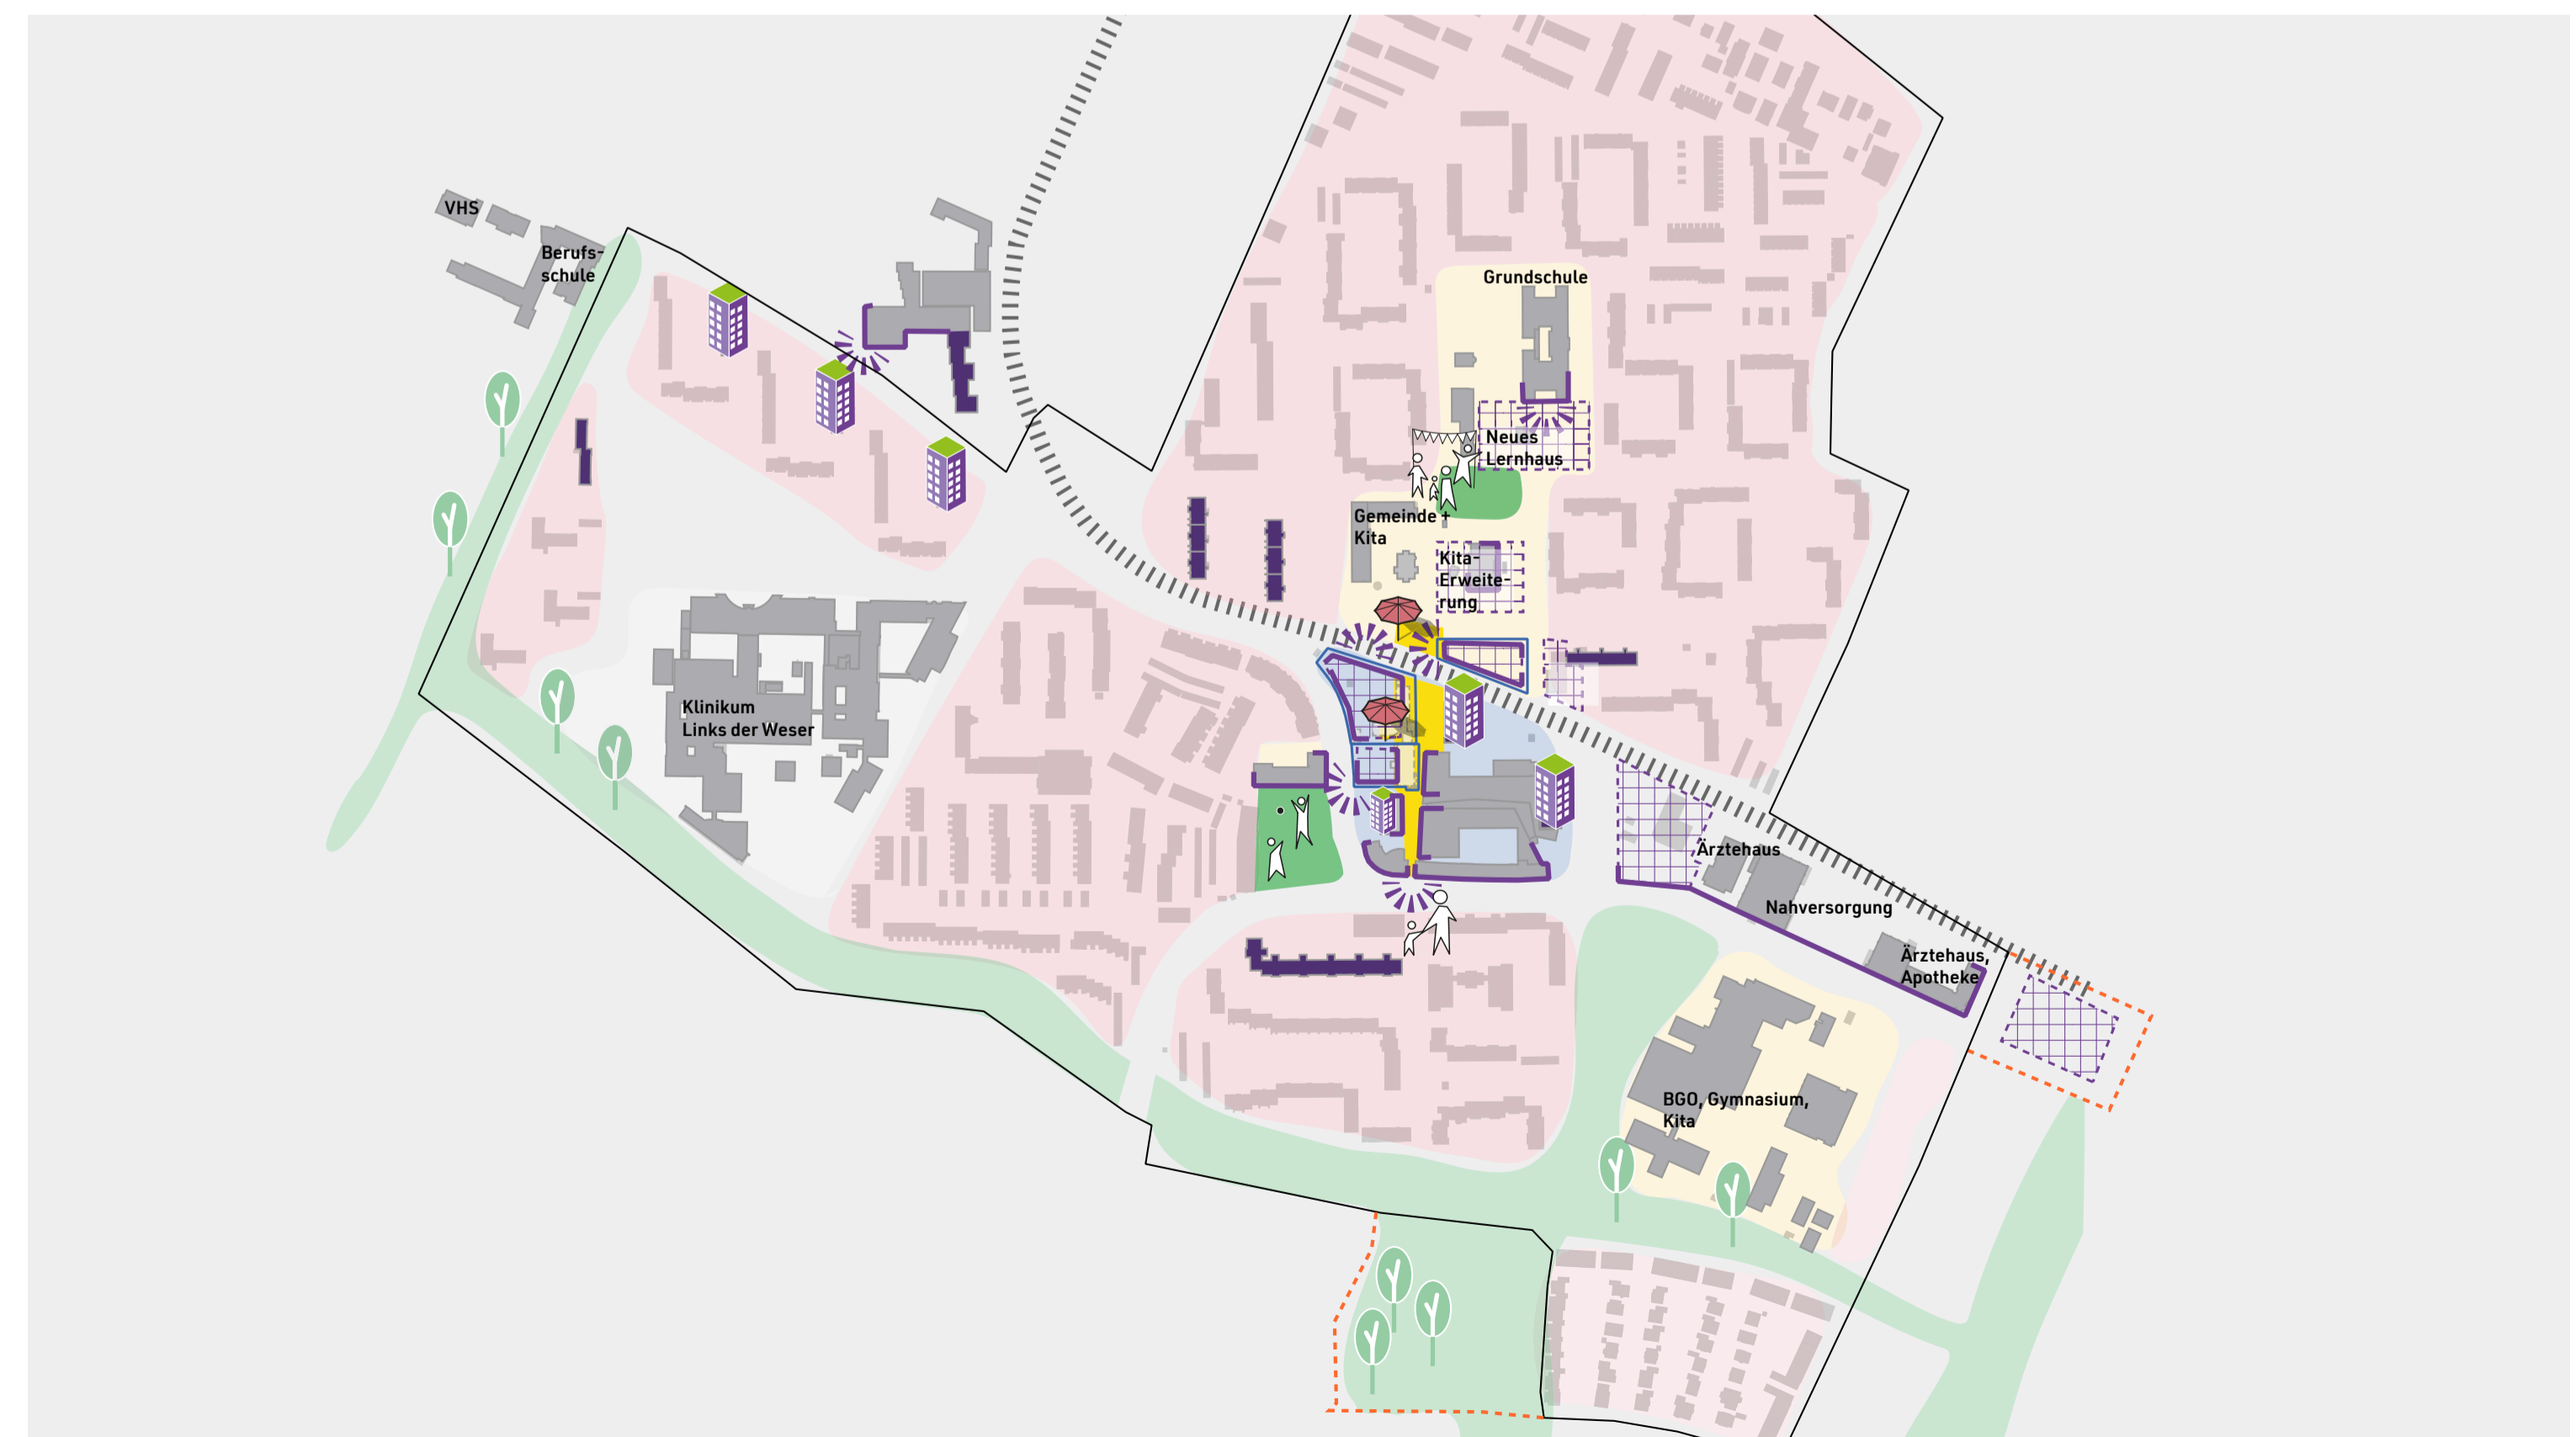 VHS
Berufs-
schule
Grundschule
Neues
Lernhaus
Gemeinde +
Kita
Kita-
Erweite-
rung
Klinikum
Links der Weser
Ärztehaus
Nahversorgung
Ärztehaus,
Apotheke
BGO, Gymnasium,
Kita